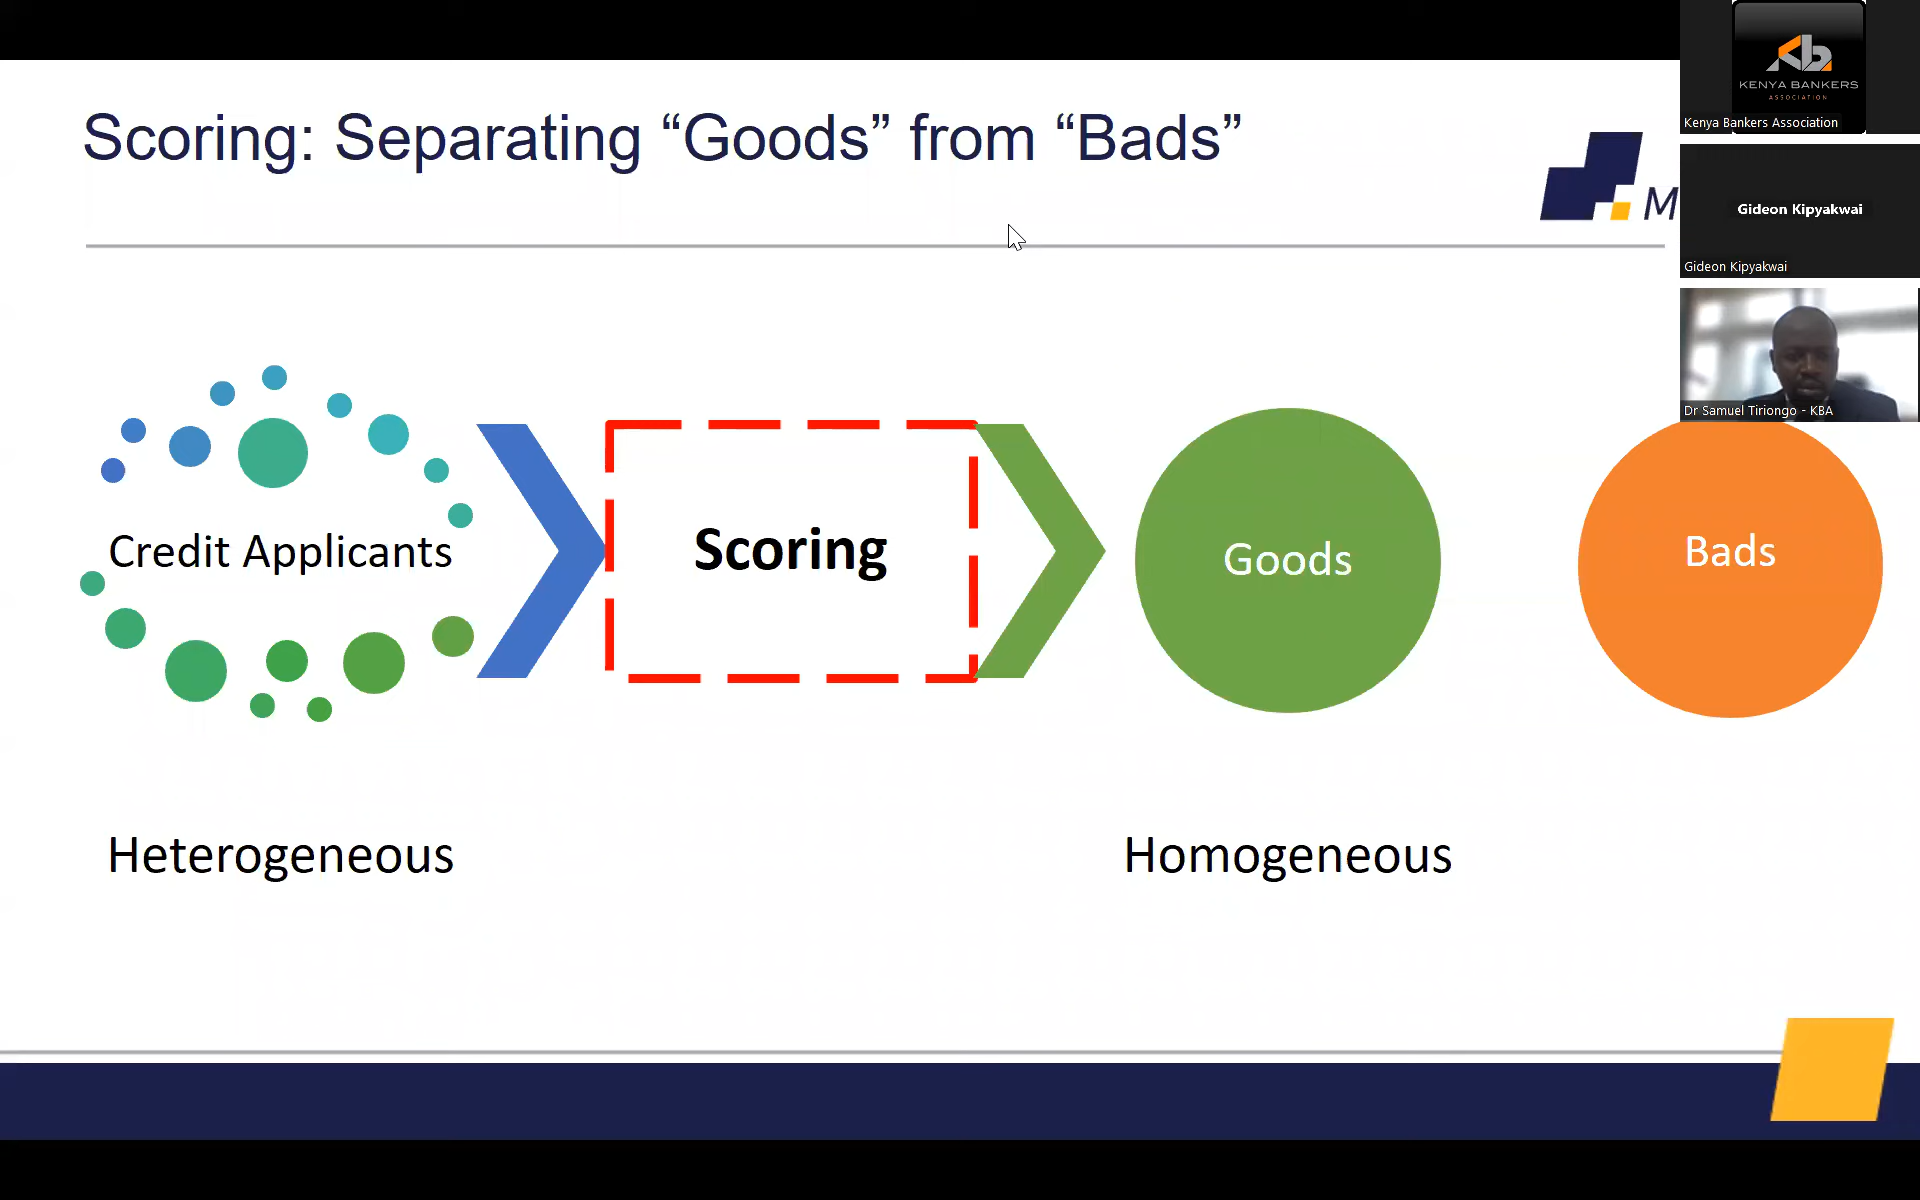 Scoring: Separating “Goods” from “Bads”
M
KENYA BANKERS
ASSOCIATION
Kenya Bankers Association
Gideon Kipyakwai
Gideon Kipyakwai
Dr Samuel Tiriongo - KBA
Credit Applicants
Scoring
Goods
Bads
Heterogeneous
Homogeneous